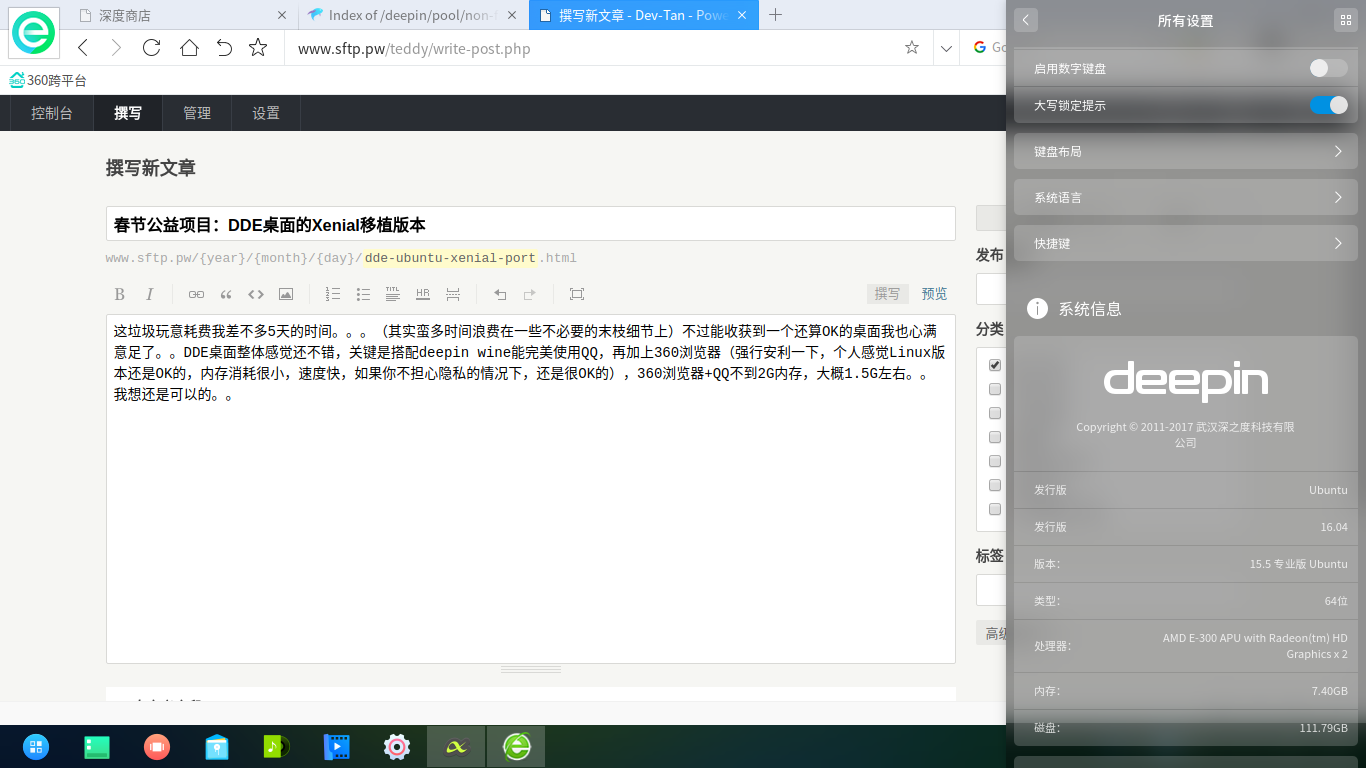 深度商店
Index of /deepin/pool/non-
撰写新文章 - Dev-Tan - Powe
www.sftp.pw/teddy/write-post.php
Go
360跨平台
控制台
撰写
管理
设置
撰写新文章
春节公益项目：DDE桌面的Xenial移植版本
www.sftp.pw/{year}/{month}/{day}/dde-ubuntu-xenial-port.html
B
I
TITL
HR
撰写
预览
这垃圾玩意耗费我差不多5天的时间。。。（其实蛮多时间浪费在一些不必要的末枝细节上）不过能收获到一个还算OK的桌面我也心满
意足了。。DDE桌面整体感觉还不错，关键是搭配deepin wine能完美使用QQ，再加上360浏览器（强行安利一下，个人感觉Linux版
本还是OK的，内存消耗很小，速度快，如果你不担心隐私的情况下，还是很OK的），360浏览器+QQ不到2G内存，大概1.5G左右。。
我想还是可以的。。
发布
分类
标签
高级
所有设置
启用数字键盘
大写锁定提示
键盘布局
系统语言
快捷键
系统信息
deepin
Copyright © 2011-2017 武汉深之度科技有限
公司
发行版 Ubuntu
发行版 16.04
版本: 15.5 专业版 Ubuntu
类型: 64位
处理器: AMD E-300 APU with Radeon(tm) HD
Graphics x 2
内存: 7.40GB
磁盘: 111.79GB